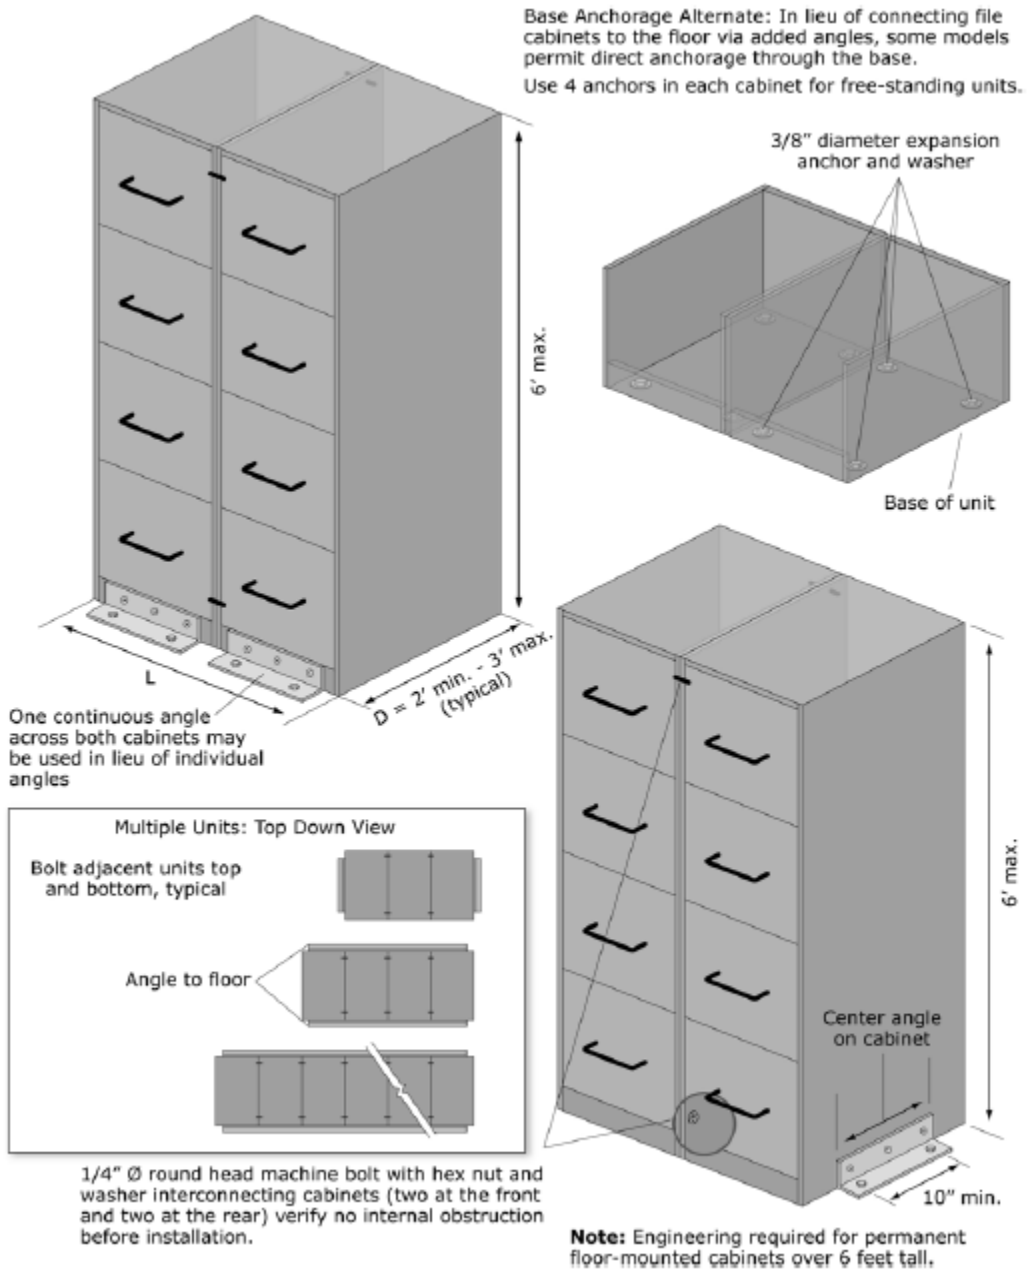 Base Anchorage Alternate: In lieu of connecting file
cabinets to the floor via added angles, some models
permit direct anchorage through the base.
Use 4 anchors in each cabinet for free-standing units.
3/8” diameter expansion
anchor and washer
6’ max.
Base of unit
L
D = 2’ min. - 3’ max.
(typical)
One continuous angle
across both cabinets may
be used in lieu of individual
angles
Multiple Units: Top Down View
Bolt adjacent units top
and bottom, typical
Angle to floor
6’ max.
Center angle
on cabinet
10” min.
1/4” Ø round head machine bolt with hex nut and
washer interconnecting cabinets (two at the front
and two at the rear) verify no internal obstruction
before installation.
Note: Engineering required for permanent
floor-mounted cabinets over 6 feet tall.